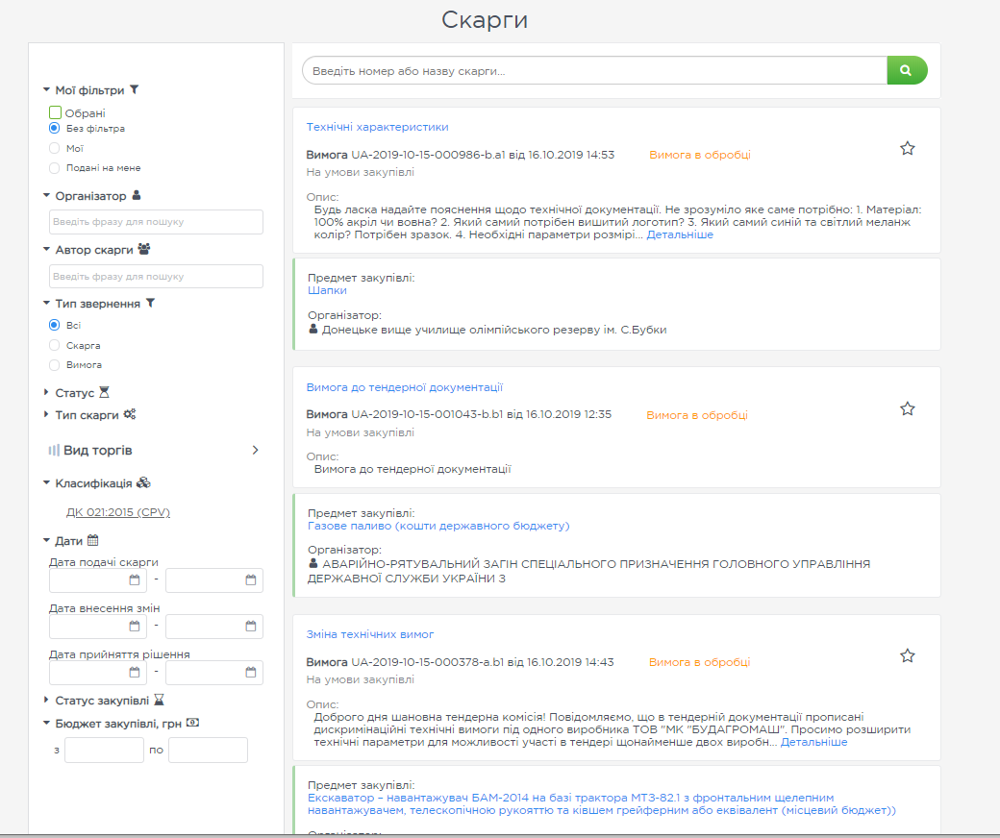 Скарги
Мої фільтри
Обрані
Без фільтра
Мої
Подані на мене
Організатор
Введіть фразу для пошуку
Автор скарги
Введіть фразу для пошуку
Тип звернення
Всі
Скарга
Вимога
Статус
Тип скарги
Вид торгів
Класифікація
ДК 021:2015 (CPV)
Дати
Дата подачі скарги
-
Дата внесення змін
-
Дата прийняття рішення
-
Статус закупівлі
Бюджет закупівлі, грн
з по
Введіть номер або назву скарги...
Технічні характеристики
Вимога UA-2019-10-15-000986-b.a1 від 16.10.2019 14:53 Вимога в обробці
На умови закупівлі
Опис:
Будь ласка надайте пояснення щодо технічної документації. Не зрозуміло яке саме потрібно: 1. Матеріал:
100% акріл чи вовна? 2. Який самий потрібен вишитий логотип? 3. Який самий синій та світлий меланж
колір? Потрібен зразок. 4. Необхідні параметри розмірі... Детальніше
Предмет закупівлі:
Шапки
Організатор:
Донецьке вище училище олімпійського резерву ім. С.Бубки
Вимога до тендерної документації
Вимога UA-2019-10-15-001043-b.b1 від 16.10.2019 12:35 Вимога в обробці
На умови закупівлі
Опис:
Вимога до тендерної документації
Предмет закупівлі:
Газове паливо (кошти державного бюджету)
Організатор:
АВАРІЙНО-РЯТУВАЛЬНИЙ ЗАГІН СПЕЦІАЛЬНОГО ПРИЗНАЧЕННЯ ГОЛОВНОГО УПРАВЛІННЯ
ДЕРЖАВНОЇ СЛУЖБИ УКРАЇНИ З
Зміна технічних вимог
Вимога UA-2019-10-15-000378-a.b1 від 16.10.2019 14:43 Вимога в обробці
На умови закупівлі
Опис:
Доброго дня шановна тендерна комісія! Повідомляємо, що в тендерній документації прописані
дискримінаційні технічні вимоги під одного виробника ТОВ "МК "БУДАГРОМАШ". Просимо розширити
технічні параметри для можливості участі в тендері щонайменше двох виробн... Детальніше
Предмет закупівлі:
Екскаватор – навантажувач БАМ-2014 на базі трактора МТЗ-82.1 з фронтальним щелепним
навантажувачем, телескопічною рукояттю та ківшем грейферним або еквівалент (місцевий бюджет))
Організатор: